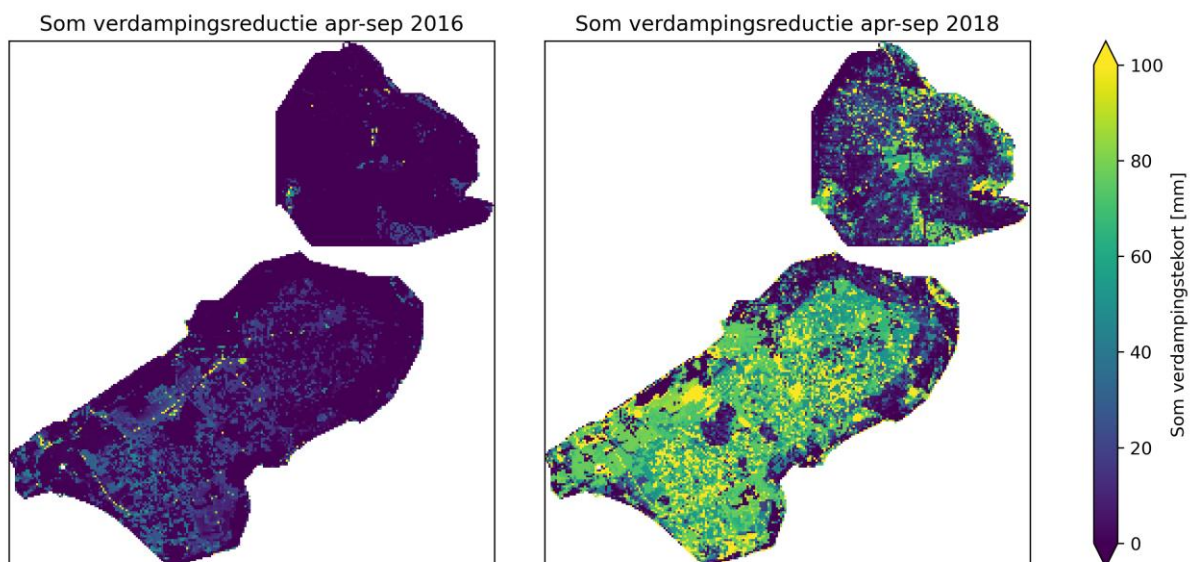 Som verdampingsreductie apr-sep 2016
Som verdampingsreductie apr-sep 2018
100
80
60
40
20
0
Som verdampingstekort [mm]